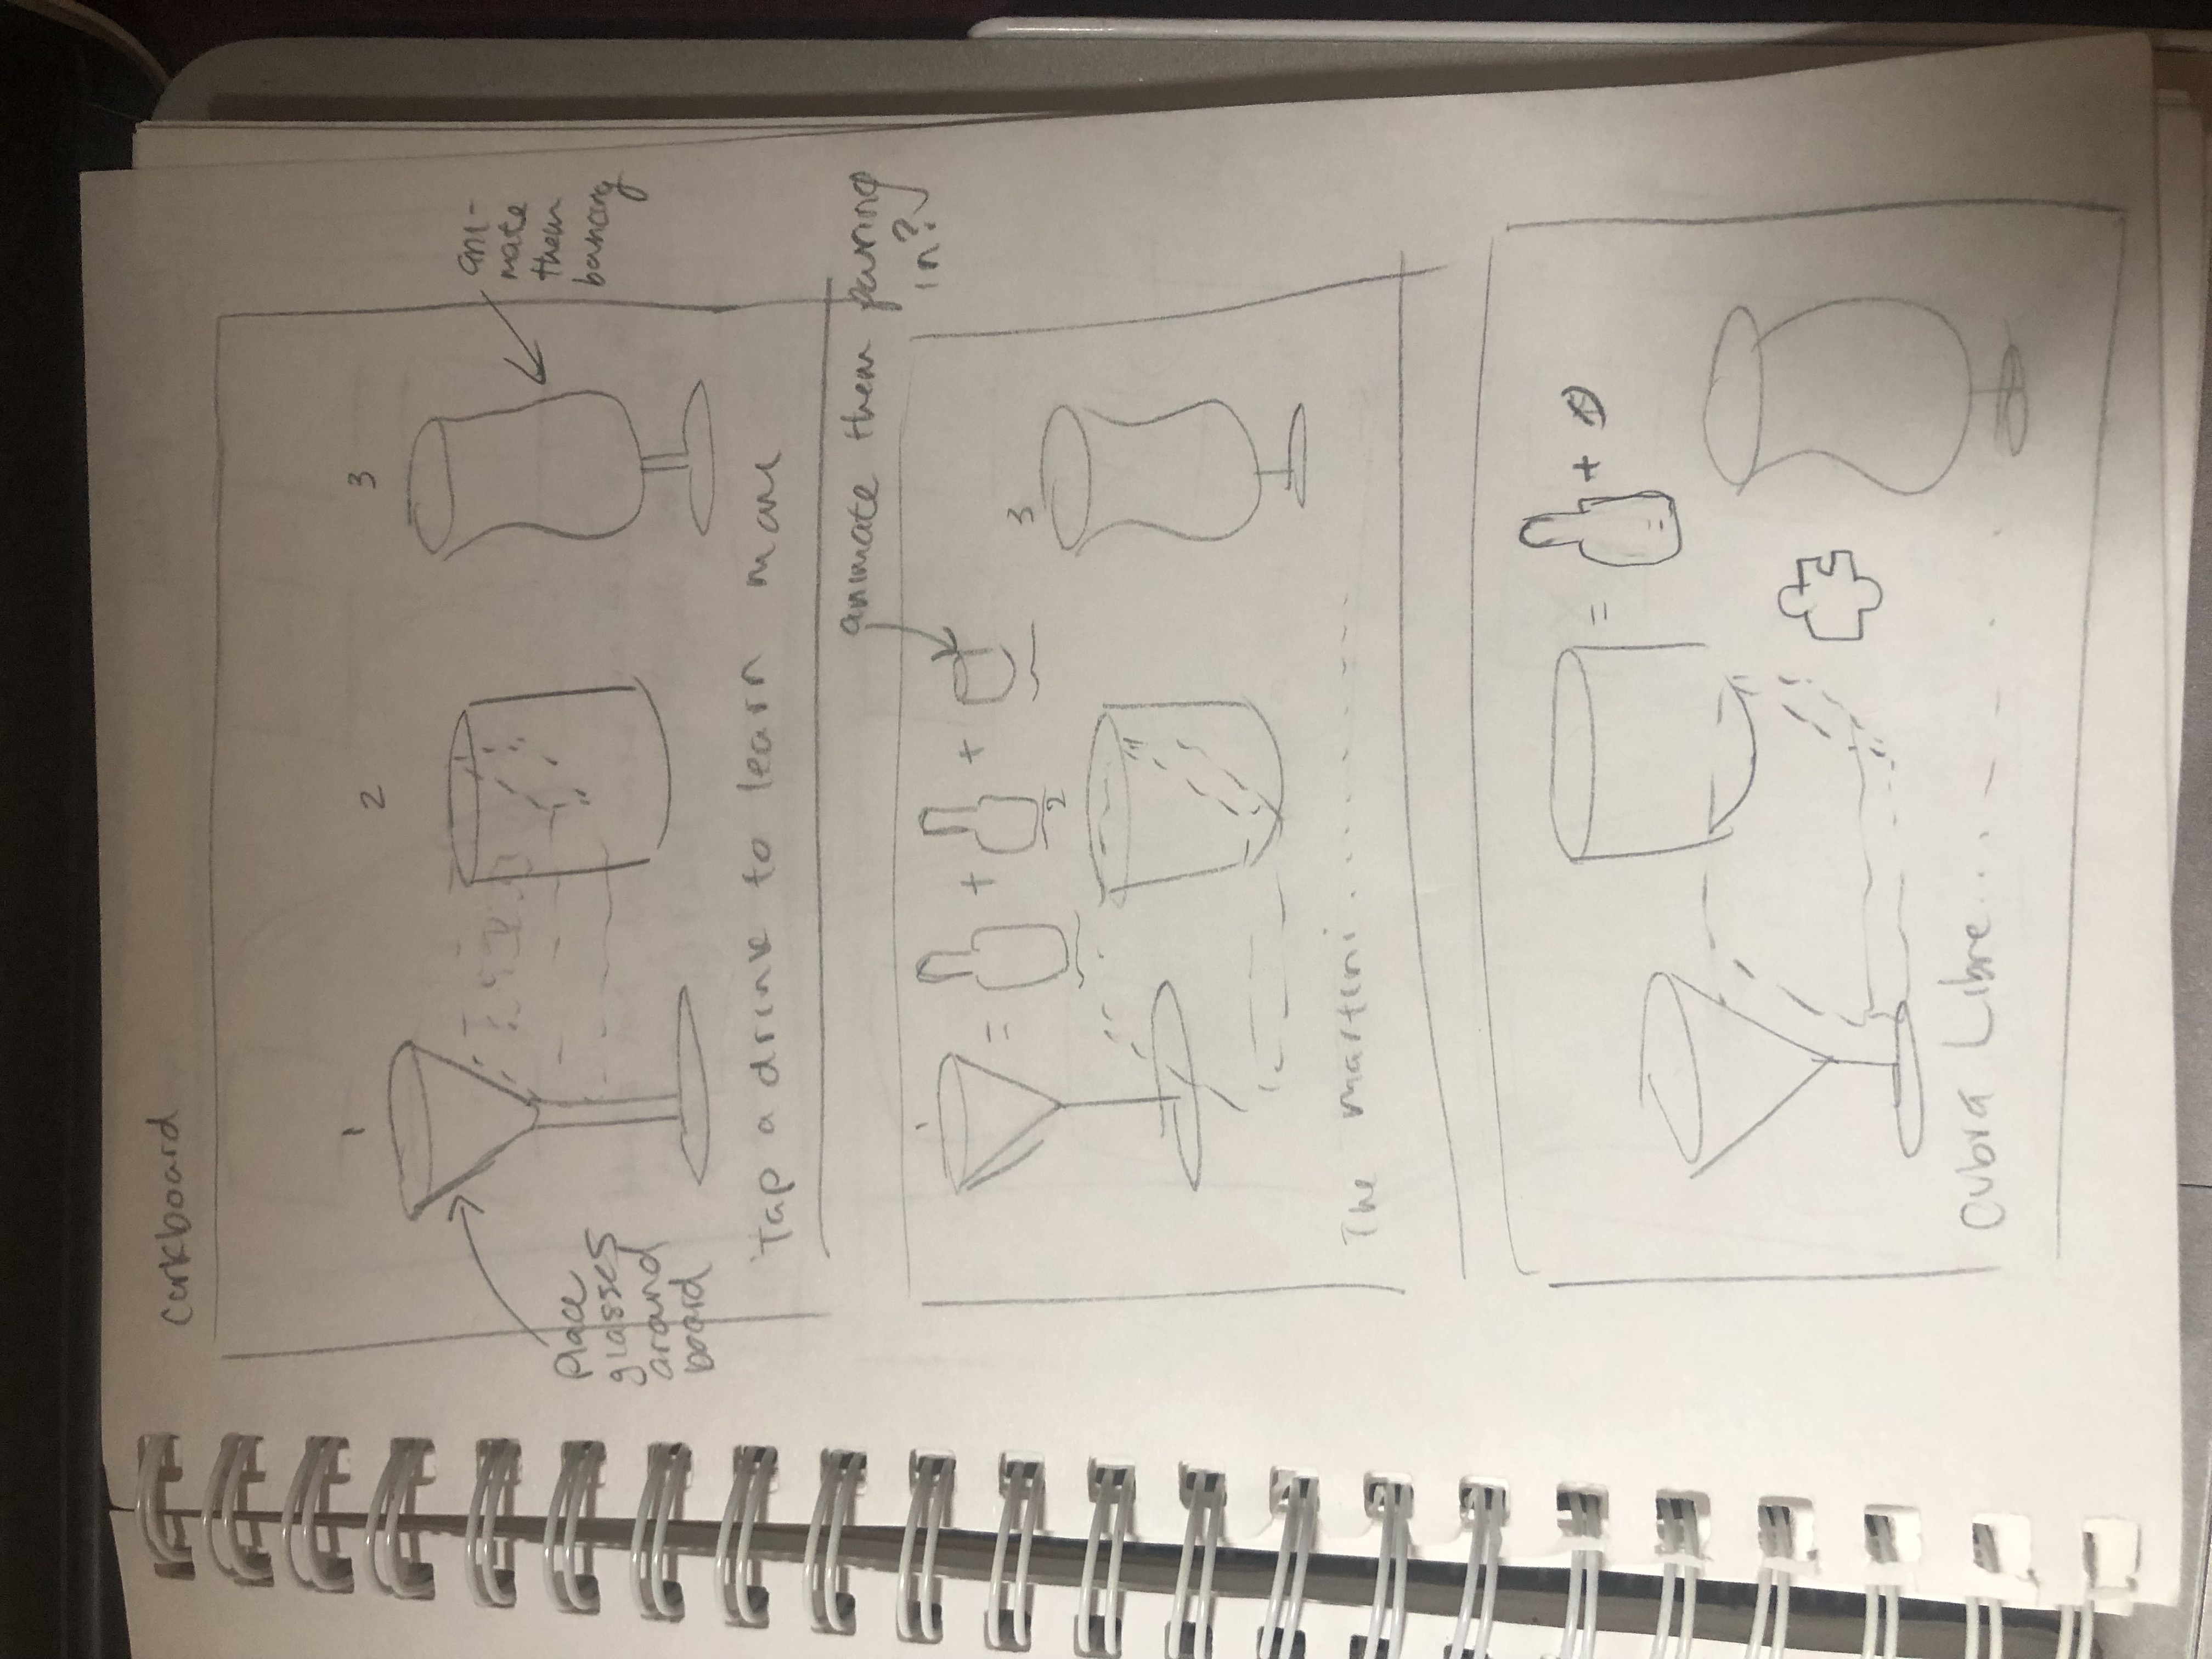 Corkboard
1
2
3
Place
glasses
around
board
ani-
mate
them
bouncing
Tap a drink to learn more
animate them pouring
in?
1
= + +
2
3
The martini..........
= +
Cubra Libre...